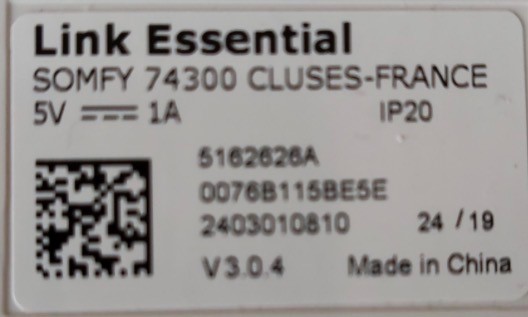 Link Essential
SOMFY 74300 CLUSES-FRANCE
5V ⎓ 1A IP20
5162626A
0076B115BE5E
2403010810 24 / 19
V 3.0.4 Made in China